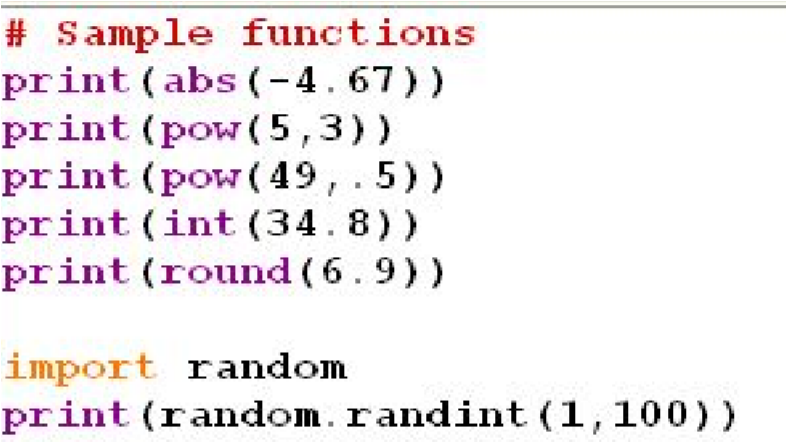 # Sample functions
print(abs(-4.67))
print(pow(5,3))
print(pow(49,.5))
print(int(34.8))
print(round(6.9))
import random
print(random.randint(1,100))